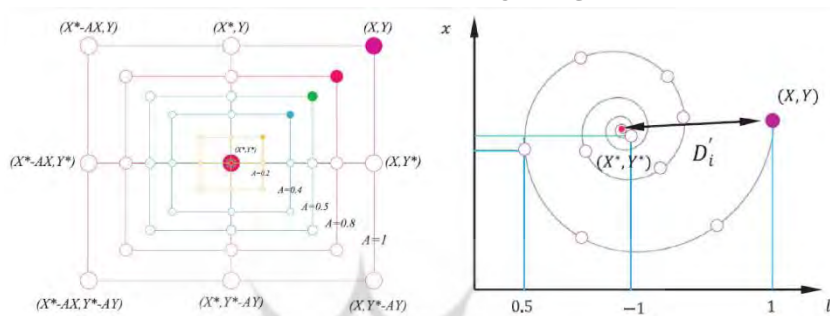 (X*-AX,Y)
(X*,Y)
(X,Y)
(X*-AX,Y*)
(X*,Y*)
(X,Y*)
A=0.2
A=0.4
A=0.5
A=0.8
A=1
(X*-AX,Y*-AY)
(X*,Y*-AY)
(X,Y*-AY)
x
(X,Y)
(X*,Y*)
D'i
0.5
−1
1